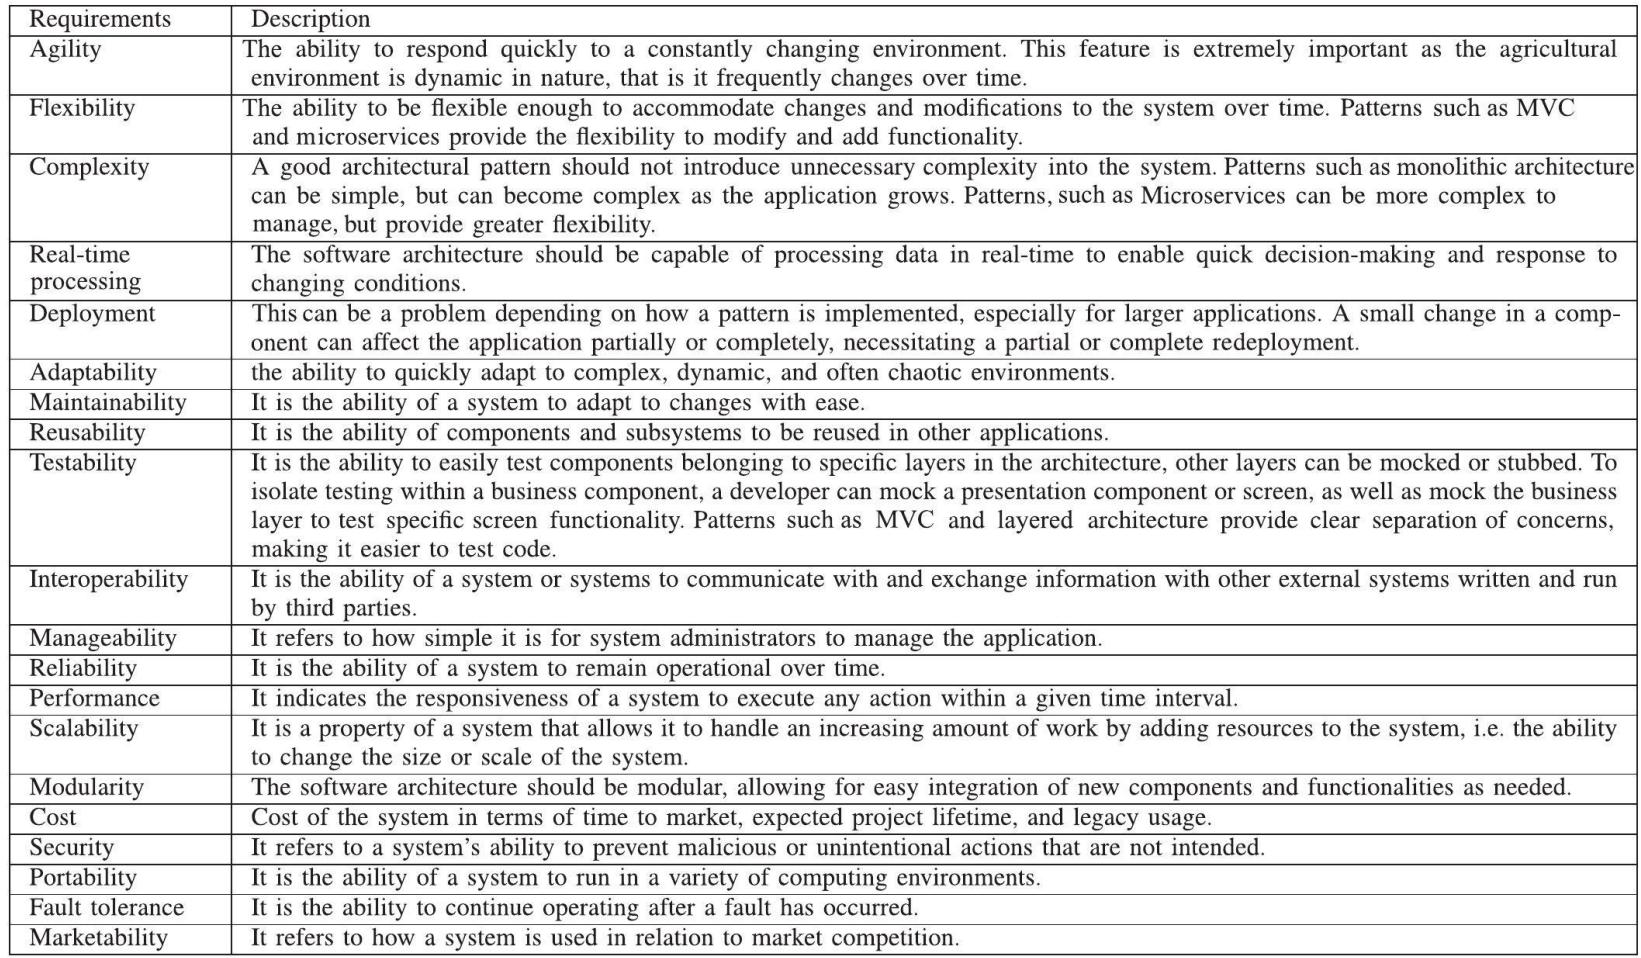 Requirements Description
Agility The ability to respond quickly to a constantly changing environment. This feature is extremely important as the agricultural
environment is dynamic in nature, that is it frequently changes over time.
Flexibility The ability to be flexible enough to accommodate changes and modifications to the system over time. Patterns such as MVC
and microservices provide the flexibility to modify and add functionality.
Complexity A good architectural pattern should not introduce unnecessary complexity into the system. Patterns such as monolithic architecture
can be simple, but can become complex as the application grows. Patterns, such as Microservices can be more complex to
manage, but provide greater flexibility.
Real-time The software architecture should be capable of processing data in real-time to enable quick decision-making and response to
processing changing conditions.
Deployment This can be a problem depending on how a pattern is implemented, especially for larger applications. A small change in a comp-
onent can affect the application partially or completely, necessitating a partial or complete redeployment.
Adaptability the ability to quickly adapt to complex, dynamic, and often chaotic environments.
Maintainability It is the ability of a system to adapt to changes with ease.
Reusability It is the ability of components and subsystems to be reused in other applications.
Testability It is the ability to easily test components belonging to specific layers in the architecture, other layers can be mocked or stubbed. To
isolate testing within a business component, a developer can mock a presentation component or screen, as well as mock the business
layer to test specific screen functionality. Patterns such as MVC and layered architecture provide clear separation of concerns,
making it easier to test code.
Interoperability It is the ability of a system or systems to communicate with and exchange information with other external systems written and run
by third parties.
Manageability It refers to how simple it is for system administrators to manage the application.
Reliability It is the ability of a system to remain operational over time.
Performance It indicates the responsiveness of a system to execute any action within a given time interval.
Scalability It is a property of a system that allows it to handle an increasing amount of work by adding resources to the system, i.e. the ability
to change the size or scale of the system.
Modularity The software architecture should be modular, allowing for easy integration of new components and functionalities as needed.
Cost Cost of the system in terms of time to market, expected project lifetime, and legacy usage.
Security It refers to a system's ability to prevent malicious or unintentional actions that are not intended.
Portability It is the ability of a system to run in a variety of computing environments.
Fault tolerance It is the ability to continue operating after a fault has occurred.
Marketability It refers to how a system is used in relation to market competition.